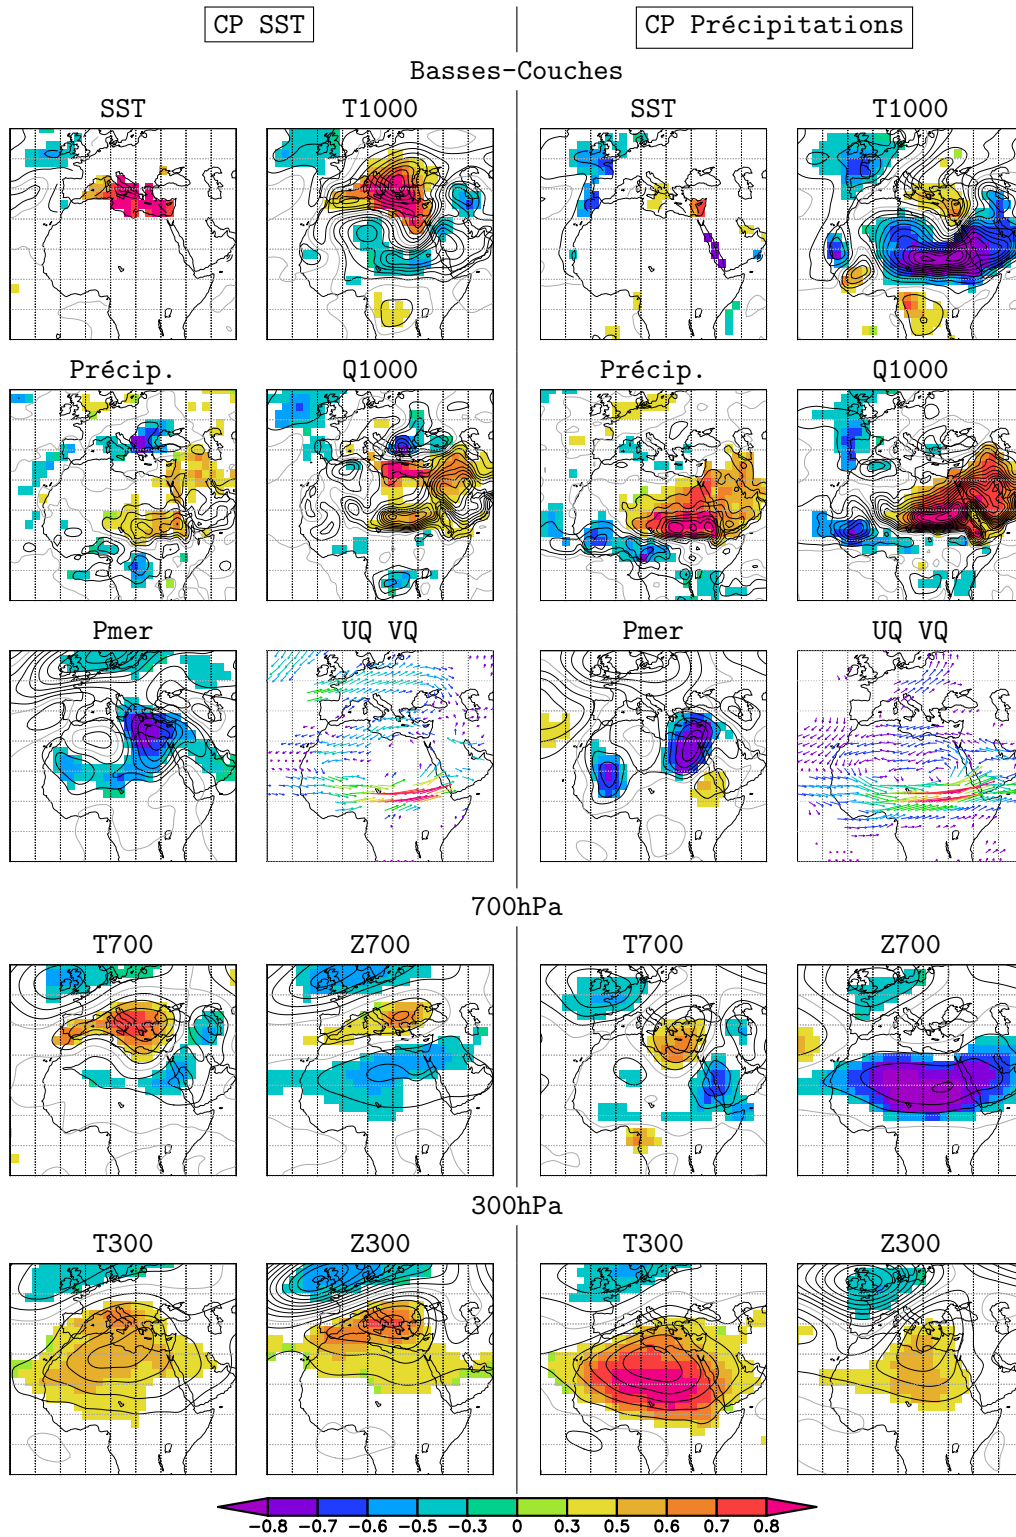 CP SST CP Précipitations
Basses-Couches
SST T1000 SST T1000
Précip. Q1000 Précip. Q1000
Pmer UQ VQ Pmer UQ VQ
700hPa
T700 Z700 T700 Z700
300hPa
T300 Z300 T300 Z300
-0.8 -0.7 -0.6 -0.5 -0.3 0 0.3 0.5 0.6 0.7 0.8